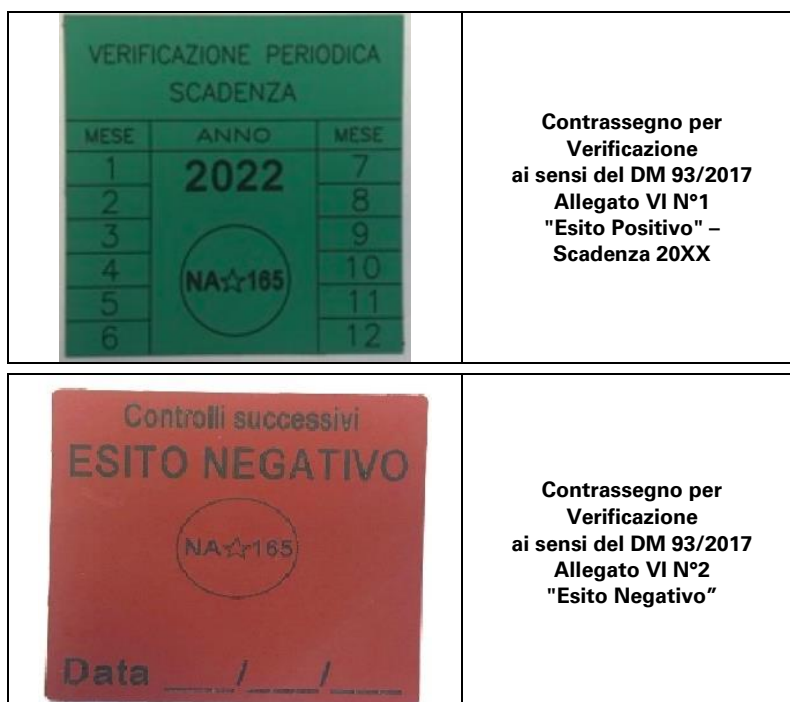 VERIFICAZIONE PERIODICA
SCADENZA
MESE ANNO MESE
1 2022 7
2 8
3 9
4 NA☆165 10
5 11
6 12
Contrassegno per
Verificazione
ai sensi del DM 93/2017
Allegato VI N°1
"Esito Positivo" –
Scadenza 20XX
Controlli successivi
ESITO NEGATIVO
NA☆165
Data ___/___/___
Contrassegno per
Verificazione
ai sensi del DM 93/2017
Allegato VI N°2
"Esito Negativo”